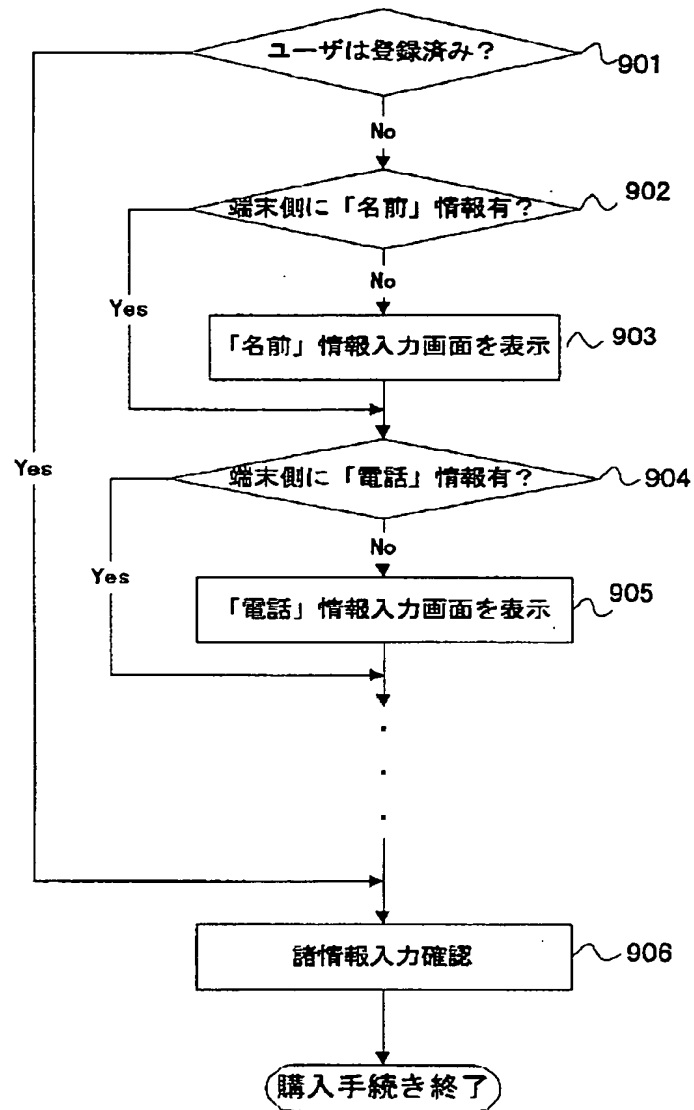 ユーザは登録済み？
901
No
端末側に「名前」情報有？
902
No
Yes
「名前」情報入力画面を表示
903
Yes
端末側に「電話」情報有？
904
No
Yes
「電話」情報入力画面を表示
905
諸情報入力確認
906
購入手続き終了